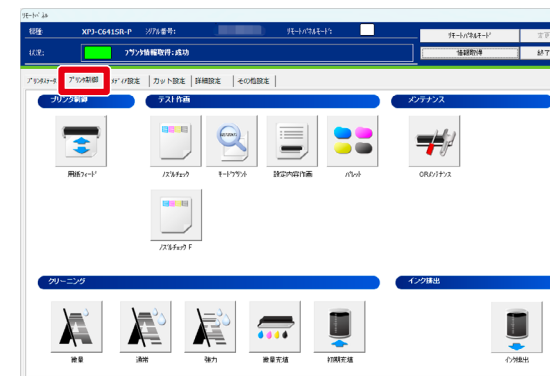 ﾘﾓｰﾄﾊﾟﾈﾙ
機種:
XPJ-C641SR-P
ｼﾘｱﾙ番号:
ﾘﾓｰﾄﾊﾟﾈﾙﾓｰﾄﾞ:
ﾘﾓｰﾄﾊﾟﾈﾙﾓｰﾄﾞ
状況:
ﾌﾟﾘﾝﾀ情報取得:成功
情報取得
終了
ﾌﾟﾘﾝﾀｽﾃｰﾀｽ
ﾌﾟﾘﾝﾀ制御
ﾒﾃﾞｨｱ設定
カット設定
詳細設定
その他設定
プリンタ制御
テスト作画
メンテナンス
用紙フィード
ﾉｽﾞﾙﾁｪｯｸ
ﾓｰﾄﾞﾌﾟﾘﾝﾄ
設定内容作画
ﾊﾟﾚｯﾄ
CRﾒﾝﾃﾅﾝｽ
ﾉｽﾞﾙﾁｪｯｸ F
クリーニング
インク排出
微量
通常
強力
微量充填
初期充填
ｲﾝｸ排出